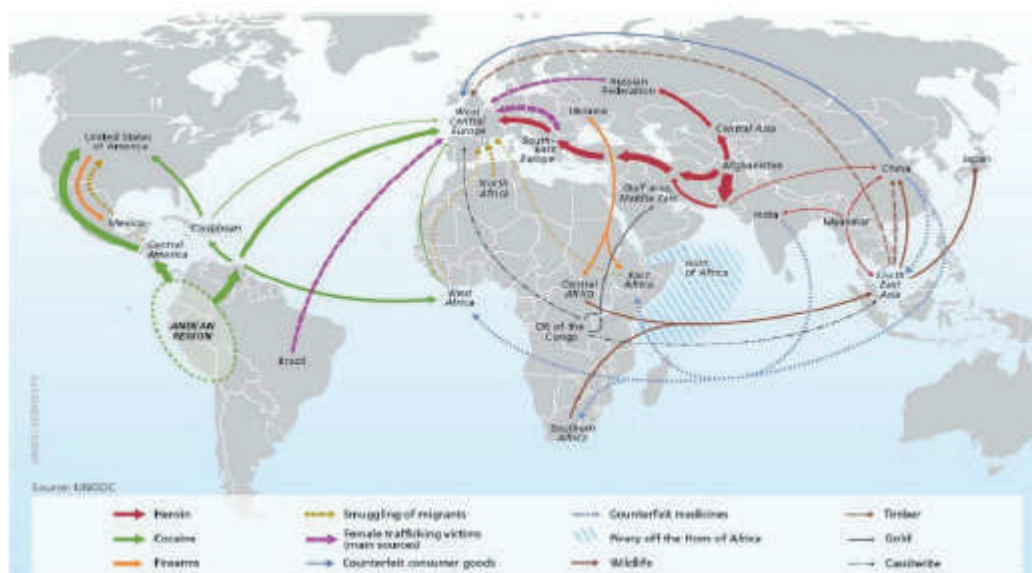 United States
of America
Mexico
Central
America
Caribbean
ANDEAN
REGION
Brazil
West
Central
Europe
South-
East
Europe
Ukraine
Russian
Federation
Central Asia
Afghanistan
Gulf area,
Middle East
North
Africa
West
Africa
Central
Africa
East
Africa
Horn
of Africa
DR of the
Congo
Southern
Africa
India
Myanmar
China
Japan
South
East
Asia
Source: UNODC
Heroin
Cocaine
Firearms
Smuggling of migrants
Female trafficking victims
(main sources)
Counterfeit consumer goods
Counterfeit medicines
Piracy off the Horn of Africa
Wildlife
Timber
Gold
Cassiterite